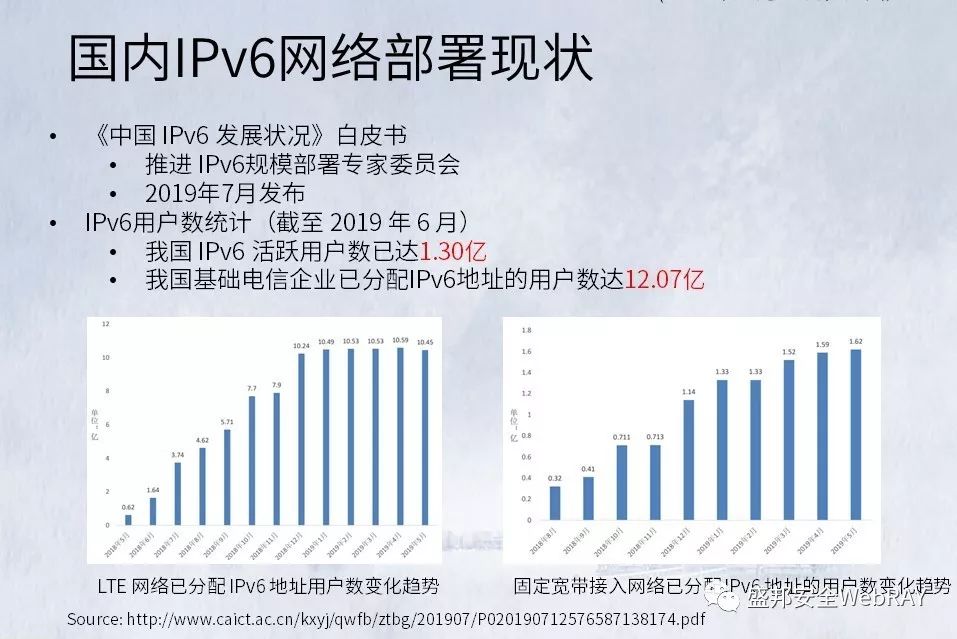 国内IPv6网络部署现状
• 《中国 IPv6 发展状况》白皮书
• 推进 IPv6规模部署专家委员会
• 2019年7月发布
• IPv6用户数统计（截至 2019 年 6 月）
• 我国 IPv6 活跃用户数已达1.30亿
• 我国基础电信企业已分配IPv6地址的用户数达12.07亿
单位：亿
12
10
8
6
4
2
0
0.62
1.64
3.74
4.62
5.71
7.7
7.9
10.24
10.49
10.53
10.53
10.59
10.45
2018年5月
2018年6月
2018年7月
2018年8月
2018年9月
2018年10月
2018年11月
2018年12月
2019年1月
2019年2月
2019年3月
2019年4月
2019年5月
LTE 网络已分配 IPv6 地址用户数变化趋势
单位：亿
1.8
1.6
1.4
1.2
1
0.8
0.6
0.4
0.2
0
0.32
0.41
0.711
0.713
1.14
1.33
1.33
1.52
1.59
1.62
2018年8月
2018年9月
2018年10月
2018年11月
2018年12月
2019年1月
2019年2月
2019年3月
2019年4月
2019年5月
固定宽带接入网络已分配 IPv6 地址的用户数变化趋势
盛邦安全WebRAY
Source: http://www.caict.ac.cn/kxyj/qwfb/ztbg/201907/P020190712576587138174.pdf